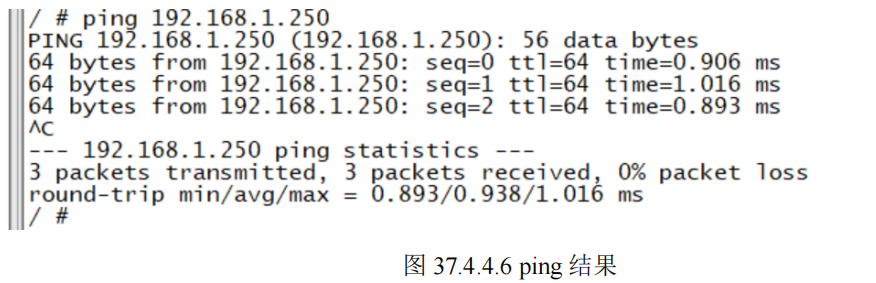 / # ping 192.168.1.250
PING 192.168.1.250 (192.168.1.250): 56 data bytes
64 bytes from 192.168.1.250: seq=0 ttl=64 time=0.906 ms
64 bytes from 192.168.1.250: seq=1 ttl=64 time=1.016 ms
64 bytes from 192.168.1.250: seq=2 ttl=64 time=0.893 ms
^C
--- 192.168.1.250 ping statistics ---
3 packets transmitted, 3 packets received, 0% packet loss
round-trip min/avg/max = 0.893/0.938/1.016 ms
/ #
图 37.4.4.6 ping 结果